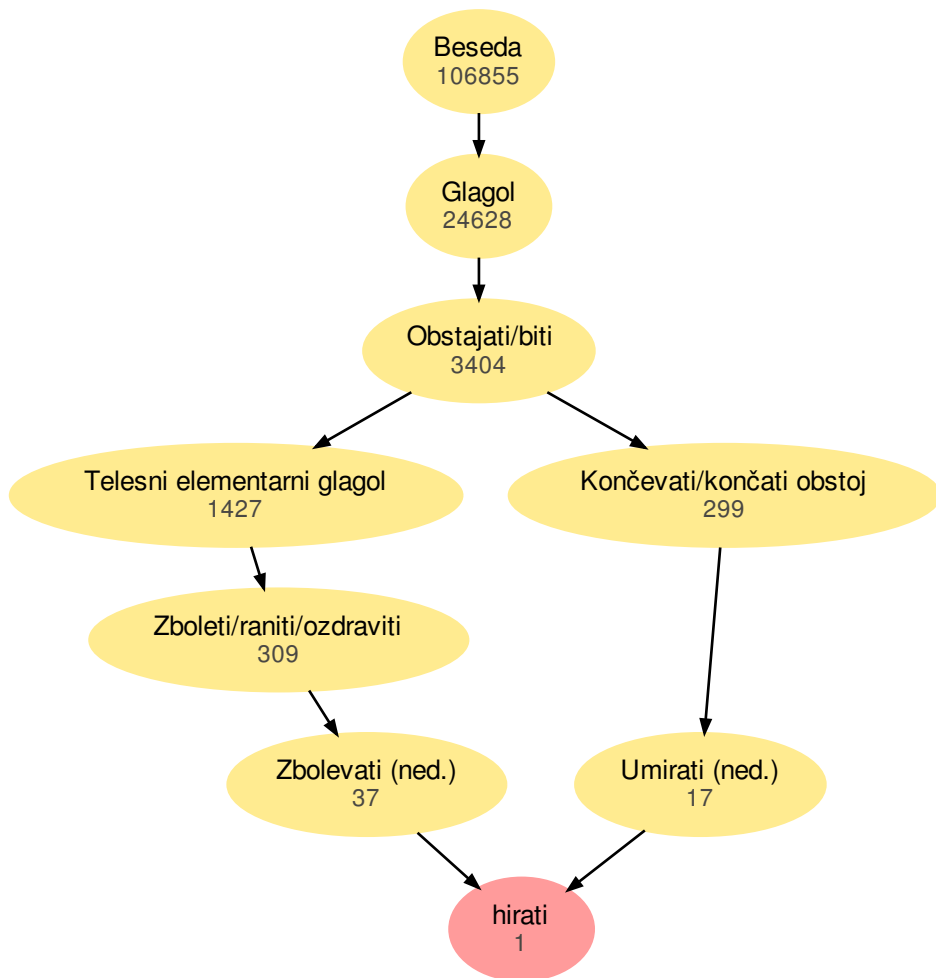 Beseda
106855
Glagol
24628
Obstajati/biti
3404
Telesni elementarni glagol
1427
Končevati/končati obstoj
299
Zboleti/raniti/ozdraviti
309
Zbolevati (ned.)
37
Umirati (ned.)
17
hirati
1